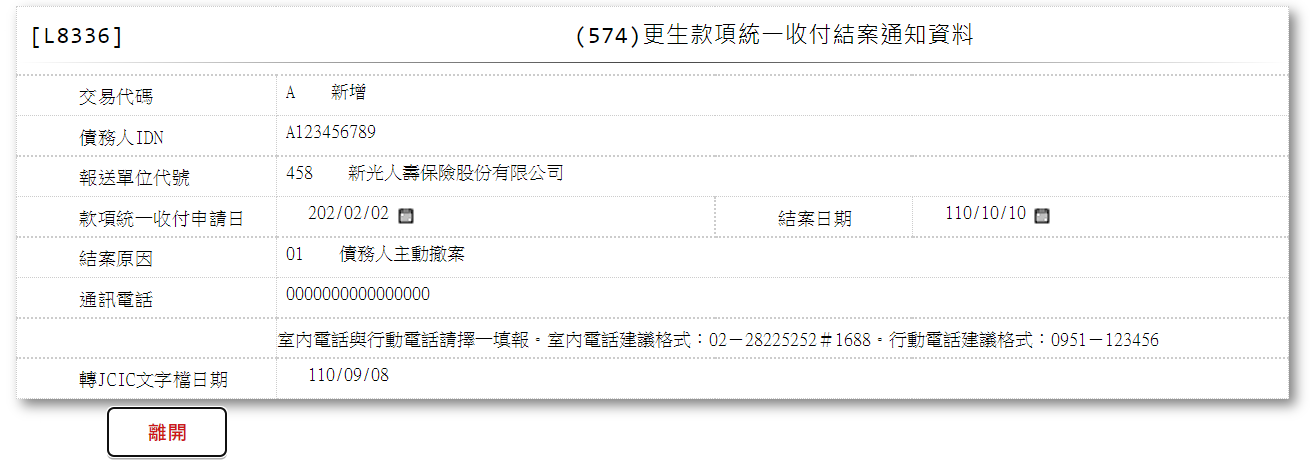 [L8336] (574)更生款項統一收付結案通知資料
交易代碼 A 新增
債務人IDN A123456789
報送單位代號 458 新光人壽保險股份有限公司
款項統一收付申請日 202/02/02 結案日期 110/10/10
結案原因 01 債務人主動撤案
通訊電話 0000000000000000
室內電話與行動電話請擇一填報。室內電話建議格式：02－28225252＃1688。行動電話建議格式：0951－123456
轉JCIC文字檔日期 110/09/08
離開